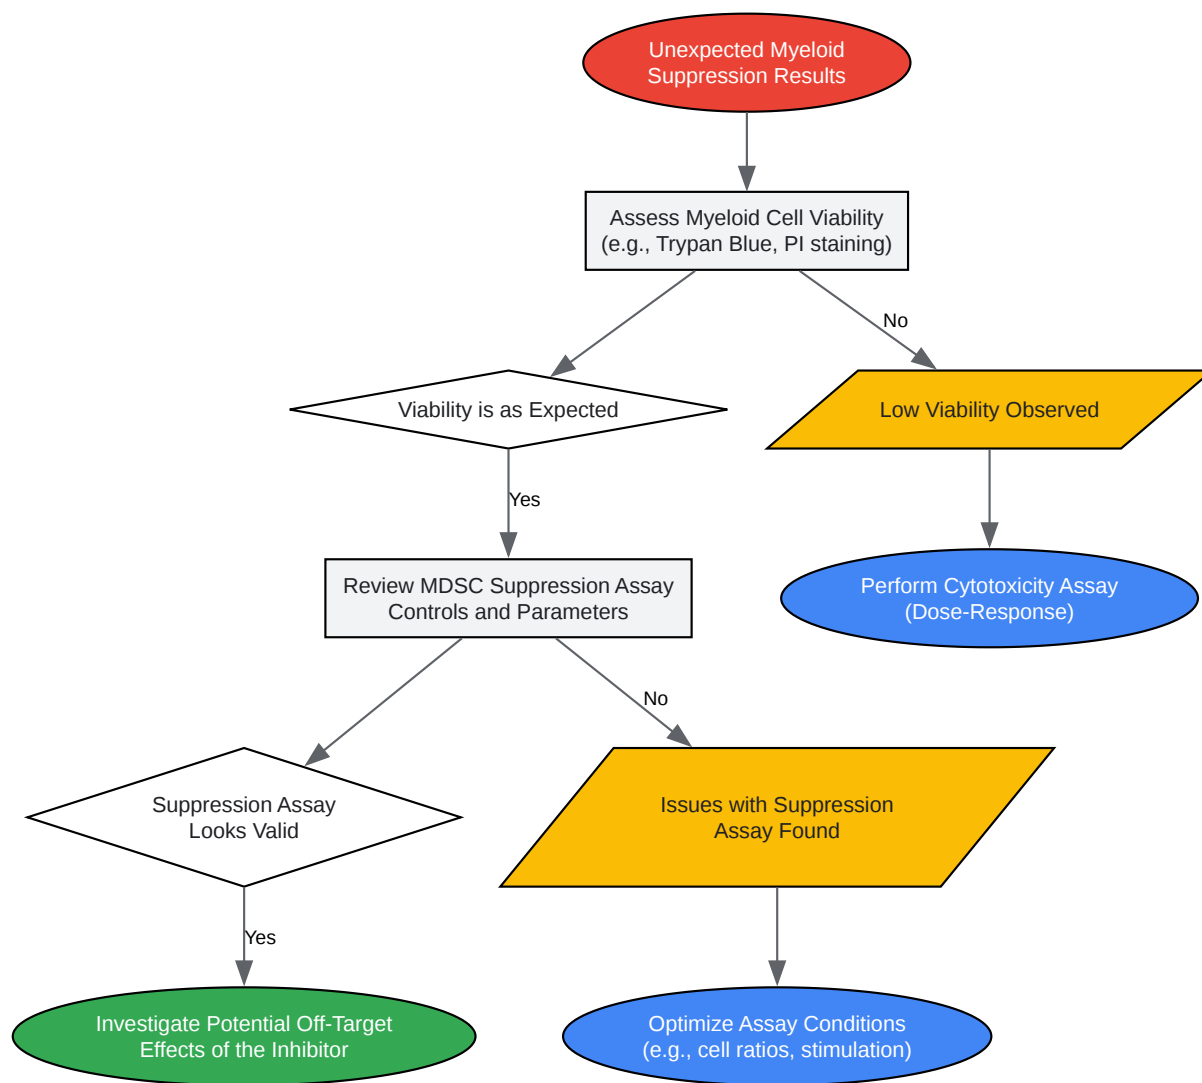 Unexpected Myeloid
Suppression Results
Assess Myeloid Cell Viability
(e.g., Trypan Blue, PI staining)
No
Viability is as Expected
Low Viability Observed
Yes
Review MDSC Suppression Assay
Controls and Parameters
Perform Cytotoxicity Assay
(Dose-Response)
No
Suppression Assay
Looks Valid
Issues with Suppression
Assay Found
Yes
Investigate Potential Off-Target
Effects of the Inhibitor
Optimize Assay Conditions
(e.g., cell ratios, stimulation)